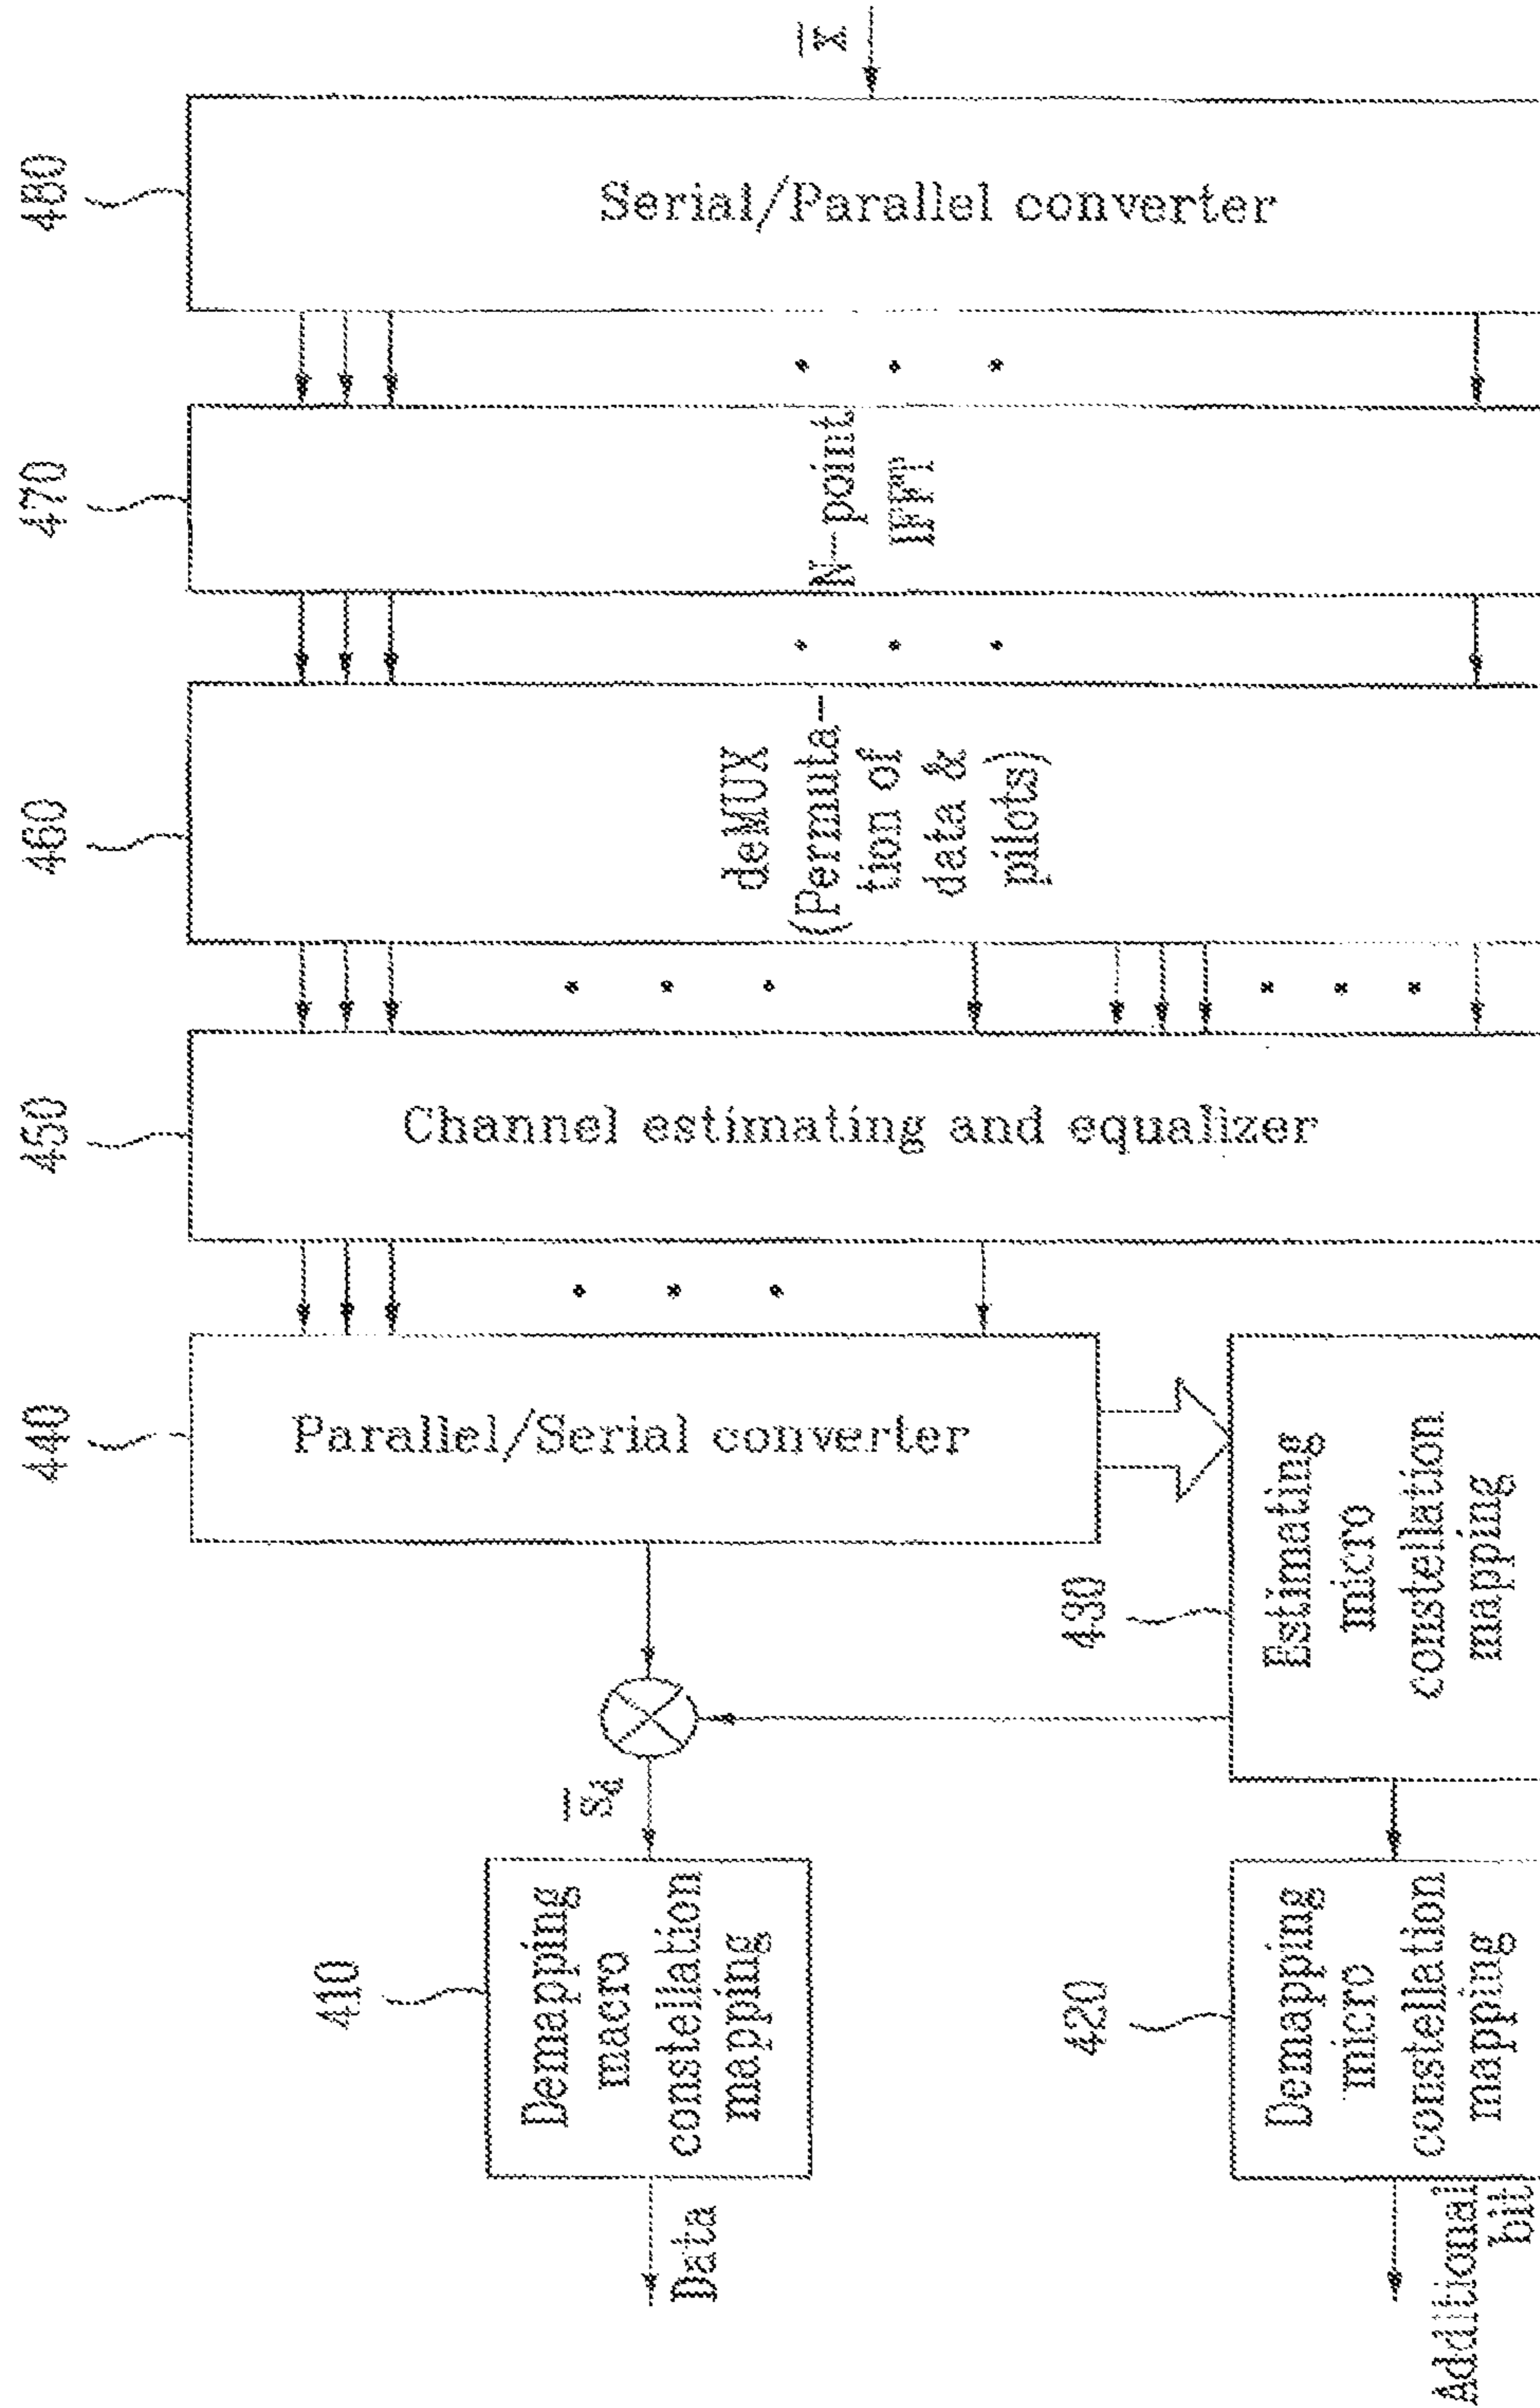 480
x
Serial/Parallel converter
470
N-point
IFFT
460
deMUX
(Permuta-
tion of
data &
pilots)
450
Channel estimating and equalizer
440
Parallel/Serial converter
430
Estimating
micro
constellation
mapping
410
Demapping
macro
constellation
mapping
Data
420
Demapping
micro
constellation
mapping
Additional
bit